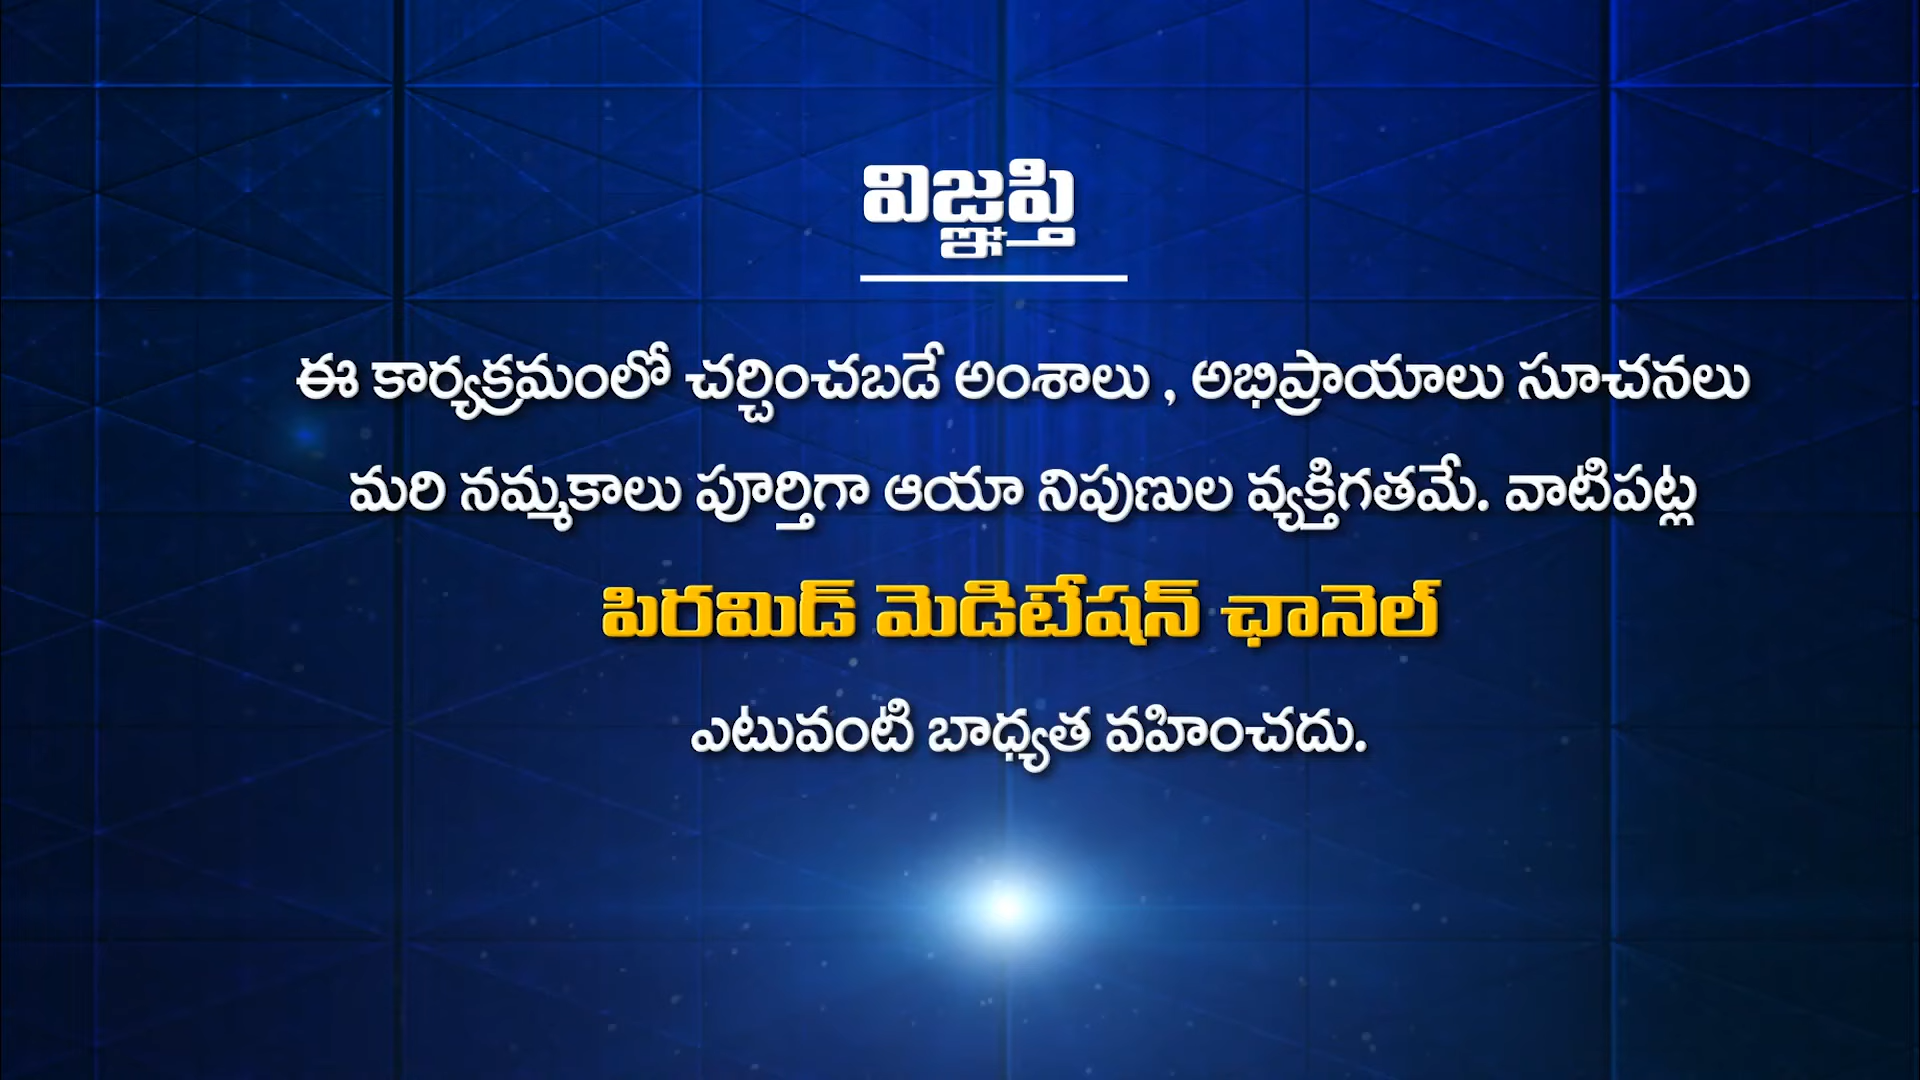 విజ్ఞప్తి
ఈ కార్యక్రమంలో చర్చించబడే అంశాలు , అభిప్రాయాలు సూచనలు
మరి నమ్మకాలు పూర్తిగా ఆయా నిపుణుల వ్యక్తిగతమే. వాటిపట్ల
పిరమిడ్ మెడిటేషన్ ఛానెల్
ఎటువంటి బాధ్యత వహించదు.